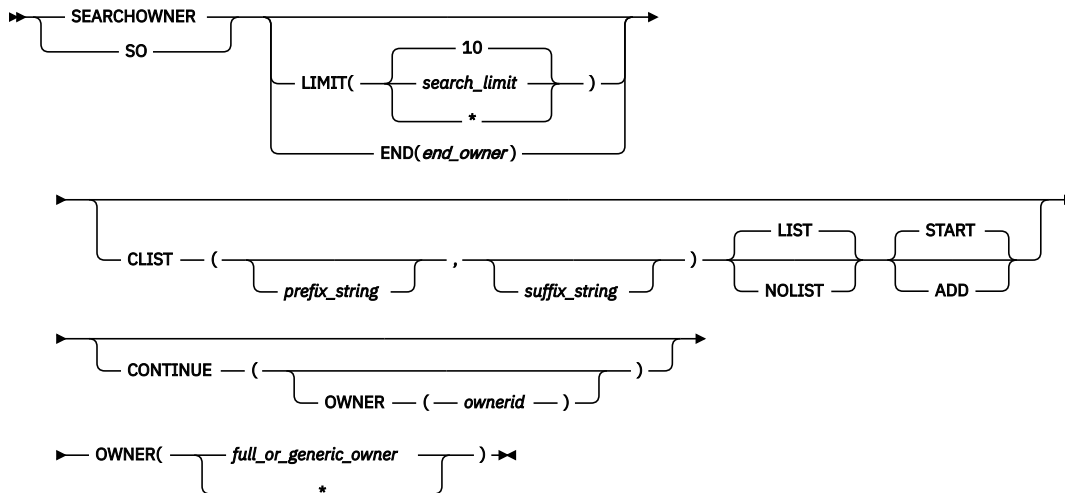 SEARCHOWNER
SO
10
LIMIT( search_limit )
*
END(end_owner)
LIST START
CLIST ( , )
prefix_string suffix_string NOLIST ADD
CONTINUE ( )
OWNER ( ownerid )
OWNER( full_or_generic_owner )
*